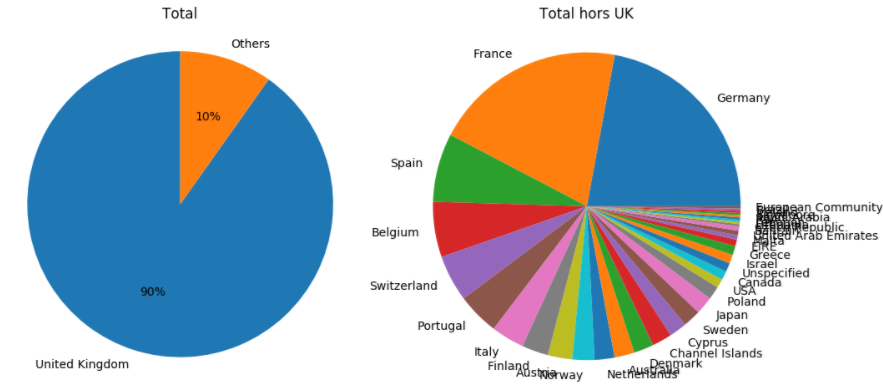 Total
Others
10%
90%
United Kingdom
Total hors UK
France
Germany
Spain
Belgium
Switzerland
Portugal
Italy
Finland
Austria
Norway
Netherlands
Australia
Denmark
Channel Islands
Cyprus
Sweden
Japan
Poland
USA
Canada
Unspecified
Israel
Greece
EIRE
Malta
United Arab Emirates
European Community